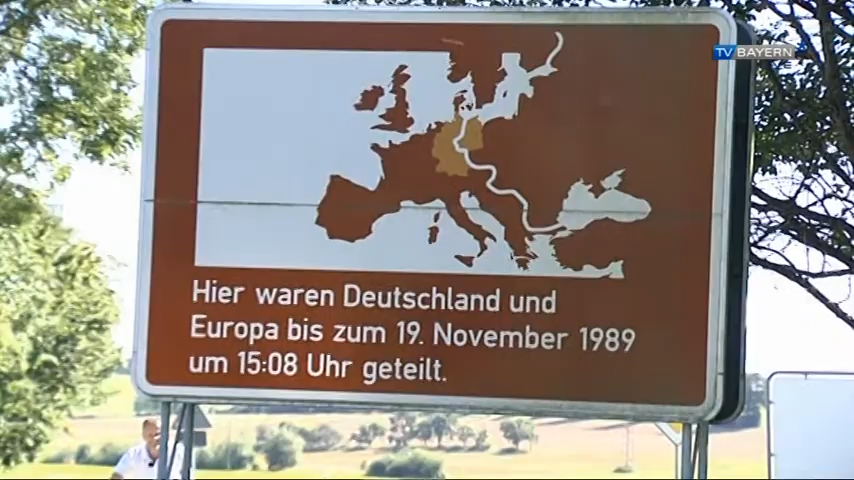 TV BAYERN
Hier waren Deutschland und
Europa bis zum 19. November 1989
um 15:08 Uhr geteilt.